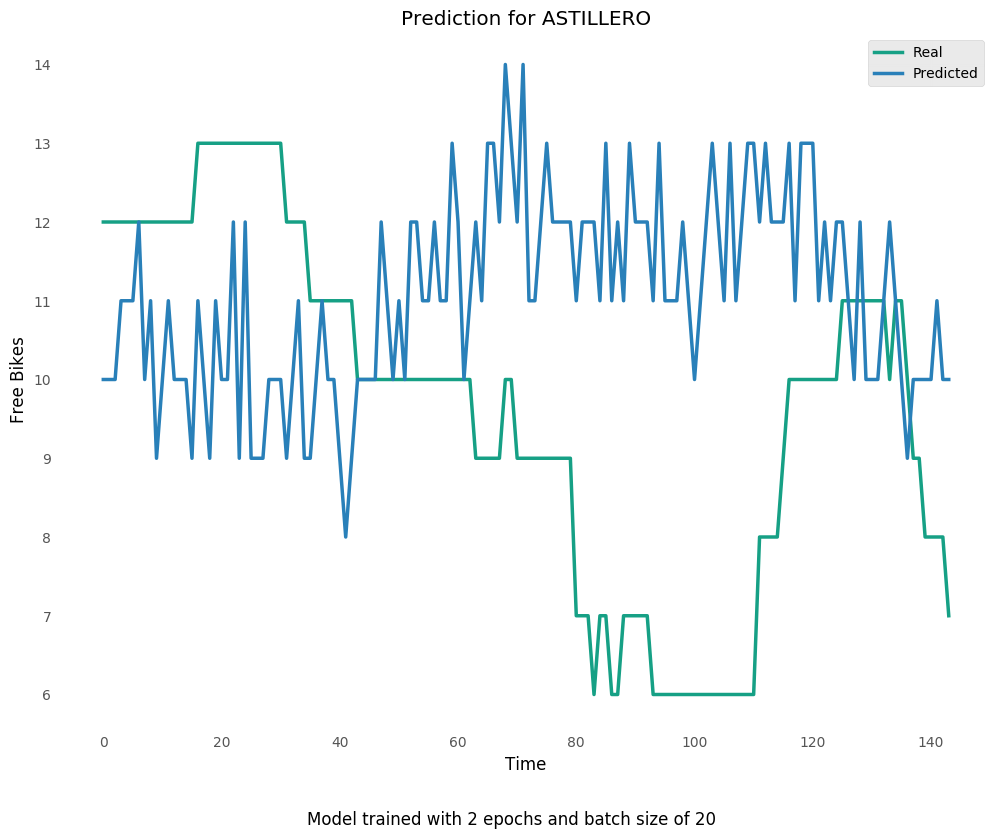 Prediction for ASTILLERO
Real
Predicted
14
13
12
11
10
9
8
7
6
Free Bikes
0 20 40 60 80 100 120 140
Time
Model trained with 2 epochs and batch size of 20